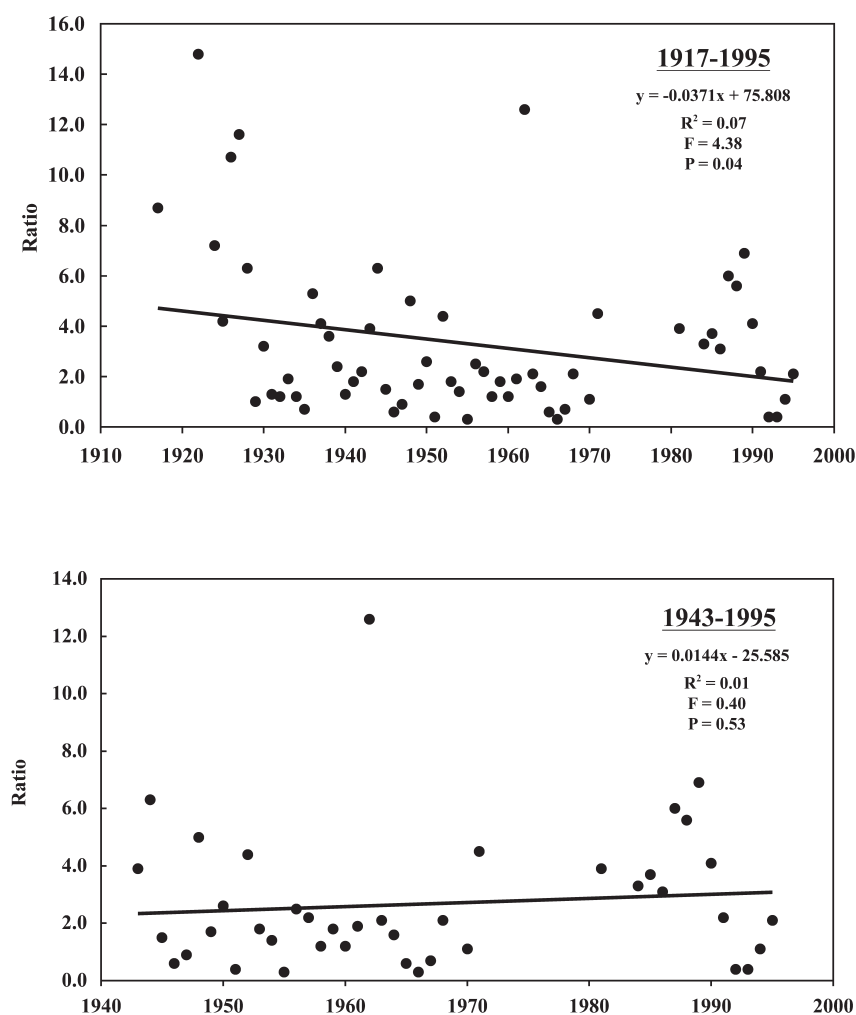 16.0
14.0
12.0
10.0
8.0
6.0
4.0
2.0
0.0
Ratio
1917-1995
y = -0.0371x + 75.808
R² = 0.07
F = 4.38
P = 0.04
1910 1920 1930 1940 1950 1960 1970 1980 1990 2000
14.0
12.0
10.0
8.0
6.0
4.0
2.0
0.0
Ratio
1943-1995
y = 0.0144x - 25.585
R² = 0.01
F = 0.40
P = 0.53
1940 1950 1960 1970 1980 1990 2000